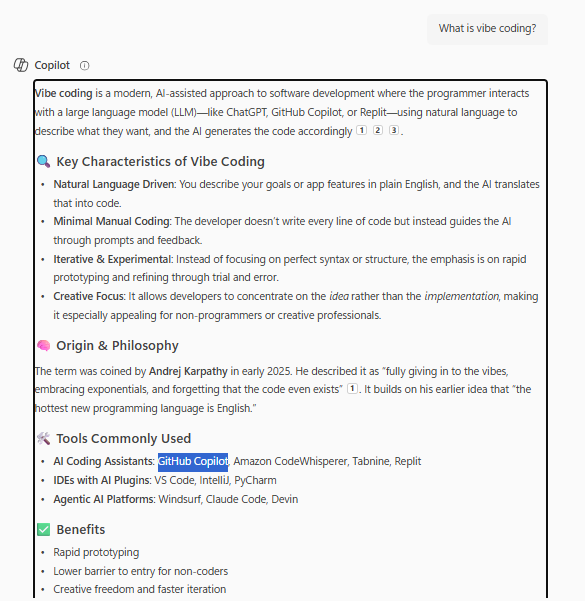 What is vibe coding?
Copilot
Vibe coding is a modern, AI-assisted approach to software development where the programmer interacts
with a large language model (LLM)—like ChatGPT, GitHub Copilot, or Replit—using natural language to
describe what they want, and the AI generates the code accordingly 1 2 3 .
🔍 Key Characteristics of Vibe Coding
• Natural Language Driven: You describe your goals or app features in plain English, and the AI translates
that into code.
• Minimal Manual Coding: The developer doesn't write every line of code but instead guides the AI
through prompts and feedback.
• Iterative & Experimental: Instead of focusing on perfect syntax or structure, the emphasis is on rapid
prototyping and refining through trial and error.
• Creative Focus: It allows developers to concentrate on the idea rather than the implementation, making
it especially appealing for non-programmers or creative professionals.
🧠 Origin & Philosophy
The term was coined by Andrej Karpathy in early 2025. He described it as "fully giving in to the vibes,
embracing exponentials, and forgetting that the code even exists" 1 . It builds on his earlier idea that "the
hottest new programming language is English."
🛠 Tools Commonly Used
• AI Coding Assistants: GitHub Copilot, Amazon CodeWhisperer, Tabnine, Replit
• IDEs with AI Plugins: VS Code, IntelliJ, PyCharm
• Agentic AI Platforms: Windsurf, Claude Code, Devin
✅ Benefits
• Rapid prototyping
• Lower barrier to entry for non-coders
• Creative freedom and faster iteration